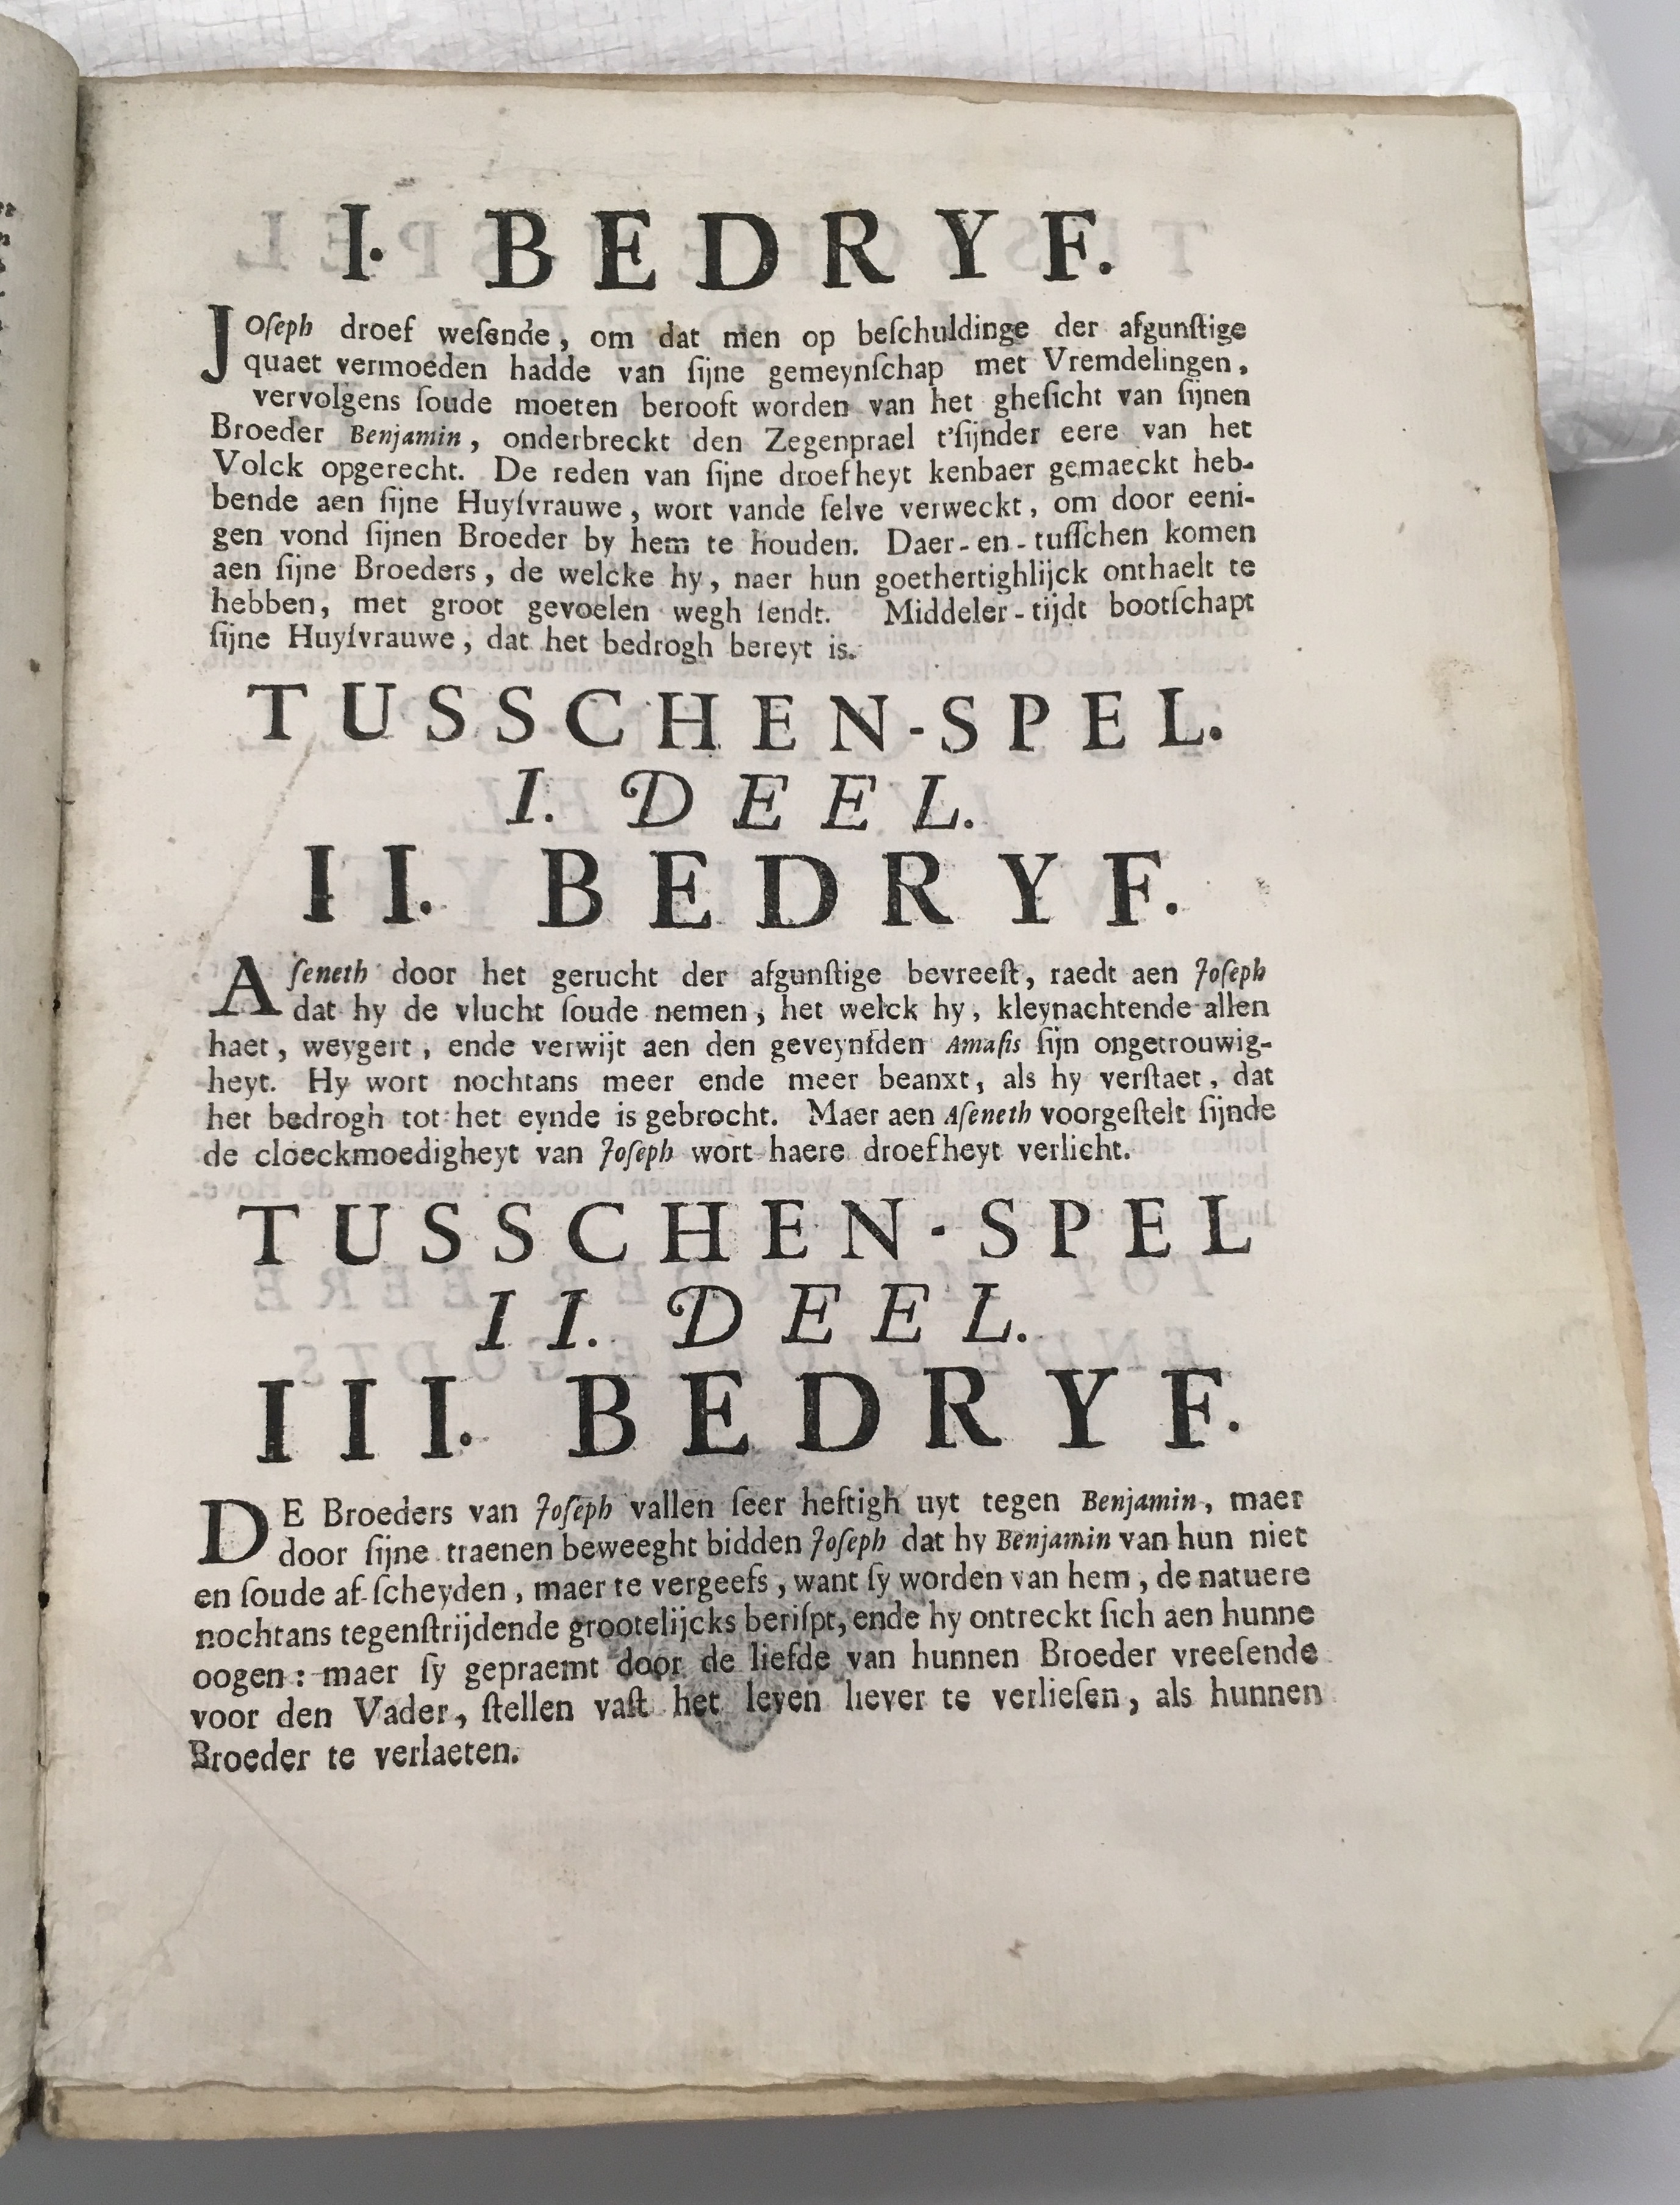 I. BEDRYF.
JOſeph droef weſende, om dat men op beſchuldinge der afgunſtige
quaet vermoeden hadde van ſijne gemeynſchap met Vremdelingen,
vervolgens ſoude moeten berooft worden van het gheſicht van ſijnen
Broeder Benjamin, onderbreckt den Zegenprael t'ſijnder eere van het
Volck opgerecht. De reden van ſijne droefheyt kenbaer gemaeckt heb-
bende aen ſijne Huyſvrauwe, wort vande ſelve verweckt, om door eeni-
gen vond ſijnen Broeder by hem te houden. Daer-en-tuſſchen komen
aen ſijne Broeders, de welcke hy, naer hun goethertighlijck onthaelt te
hebben, met groot gevoelen wegh ſendt. Middeler-tijdt bootſchapt
ſijne Huyſvrauwe, dat het bedrogh bereyt is.
TUSSCHEN-SPEL.
I. DEEL.
II. BEDRYF.
Aſeneth door het gerucht der afgunſtige bevreeſt, raedt aen Joſeph
dat hy de vlucht ſoude nemen, het welck hy, kleynachtende allen
haet, weygert, ende verwijt aen den geveynſden Amaſis ſijn ongetrouwig-
heyt. Hy wort nochtans meer ende meer beanxt, als hy verſtaet, dat
het bedrogh tot het eynde is gebrocht. Maer aen Aſeneth voorgeſtelt ſijnde
de cloeckmoedigheyt van Joſeph wort haere droefheyt verlicht.
TUSSCHEN-SPEL
II. DEEL.
III. BEDRYF.
DE Broeders van Joſeph vallen ſeer heftigh uyt tegen Benjamin, maer
door ſijne traenen beweeght bidden Joſeph dat hy Benjamin van hun niet
en ſoude af-ſcheyden, maer te vergeefs, want ſy worden van hem, de natuere
nochtans tegenſtrijdende grootelijcks beriſpt, ende hy ontreckt ſich aen hunne
oogen: maer ſy gepraemt door de liefde van hunnen Broeder vreeſende
voor den Vader, ſtellen vaſt het leven liever te verlieſen, als hunnen
Broeder te verlaeten.